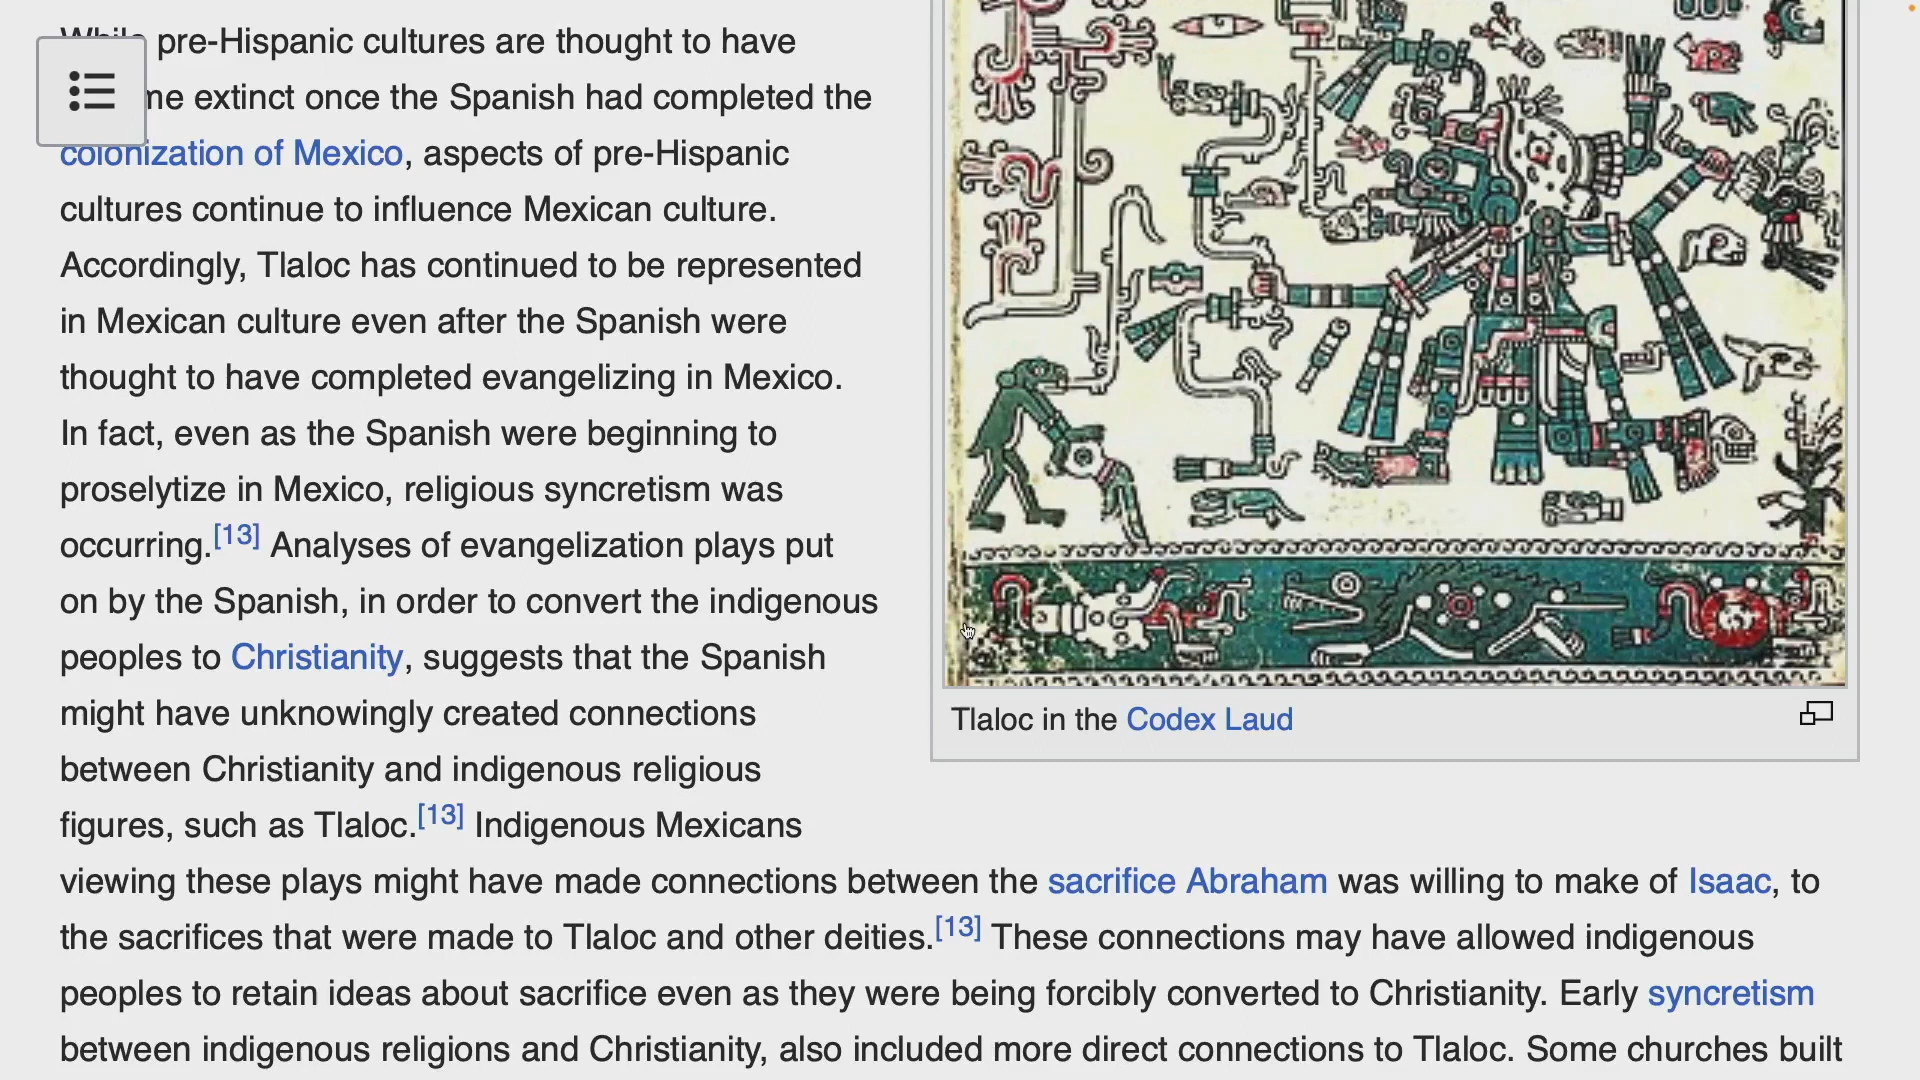 While pre-Hispanic cultures are thought to have
me extinct once the Spanish had completed the
colonization of Mexico, aspects of pre-Hispanic
cultures continue to influence Mexican culture.
Accordingly, Tlaloc has continued to be represented
in Mexican culture even after the Spanish were
thought to have completed evangelizing in Mexico.
In fact, even as the Spanish were beginning to
proselytize in Mexico, religious syncretism was
occurring.[13] Analyses of evangelization plays put
on by the Spanish, in order to convert the indigenous
peoples to Christianity, suggests that the Spanish
might have unknowingly created connections
between Christianity and indigenous religious
figures, such as Tlaloc.[13] Indigenous Mexicans
viewing these plays might have made connections between the sacrifice Abraham was willing to make of Isaac, to
the sacrifices that were made to Tlaloc and other deities.[13] These connections may have allowed indigenous
peoples to retain ideas about sacrifice even as they were being forcibly converted to Christianity. Early syncretism
between indigenous religions and Christianity, also included more direct connections to Tlaloc. Some churches built
Tlaloc in the Codex Laud